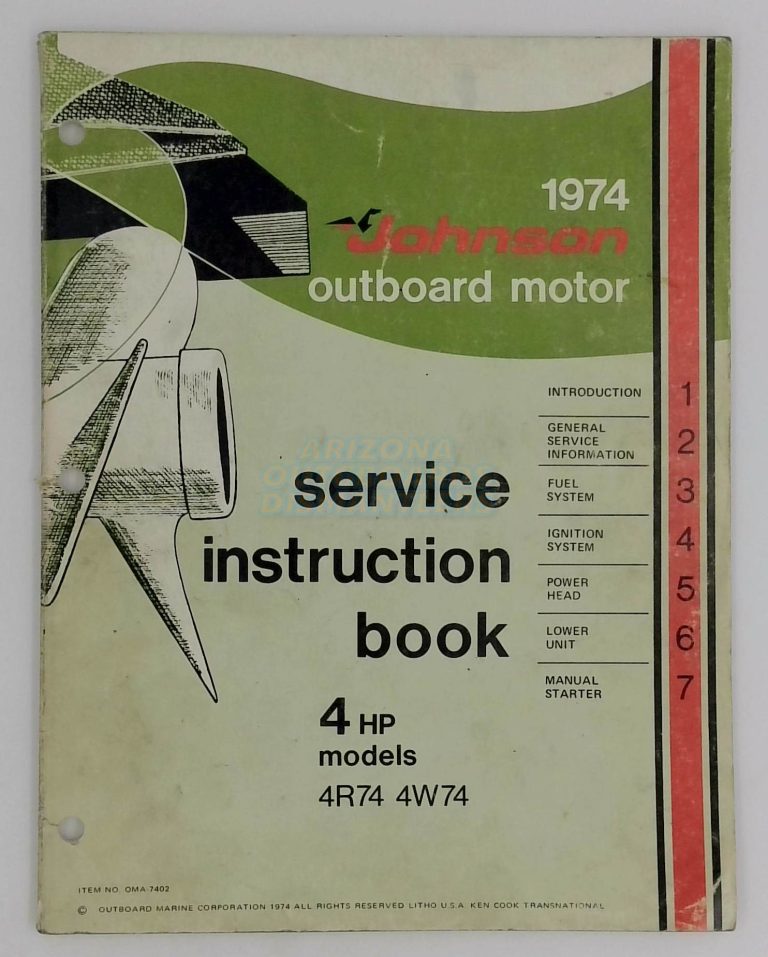 1974
Johnson
outboard motor
INTRODUCTION 1
GENERAL
SERVICE
INFORMATION 2
FUEL
SYSTEM 3
IGNITION
SYSTEM 4
POWER
HEAD 5
LOWER
UNIT 6
MANUAL
STARTER 7
ARIZONA
service
instruction
book
4 HP
models
4R74 4W74
ITEM NO. OMA-7402
© OUTBOARD MARINE CORPORATION 1974 ALL RIGHTS RESERVED LITHO U.S.A. KEN COOK TRANSNATIONAL